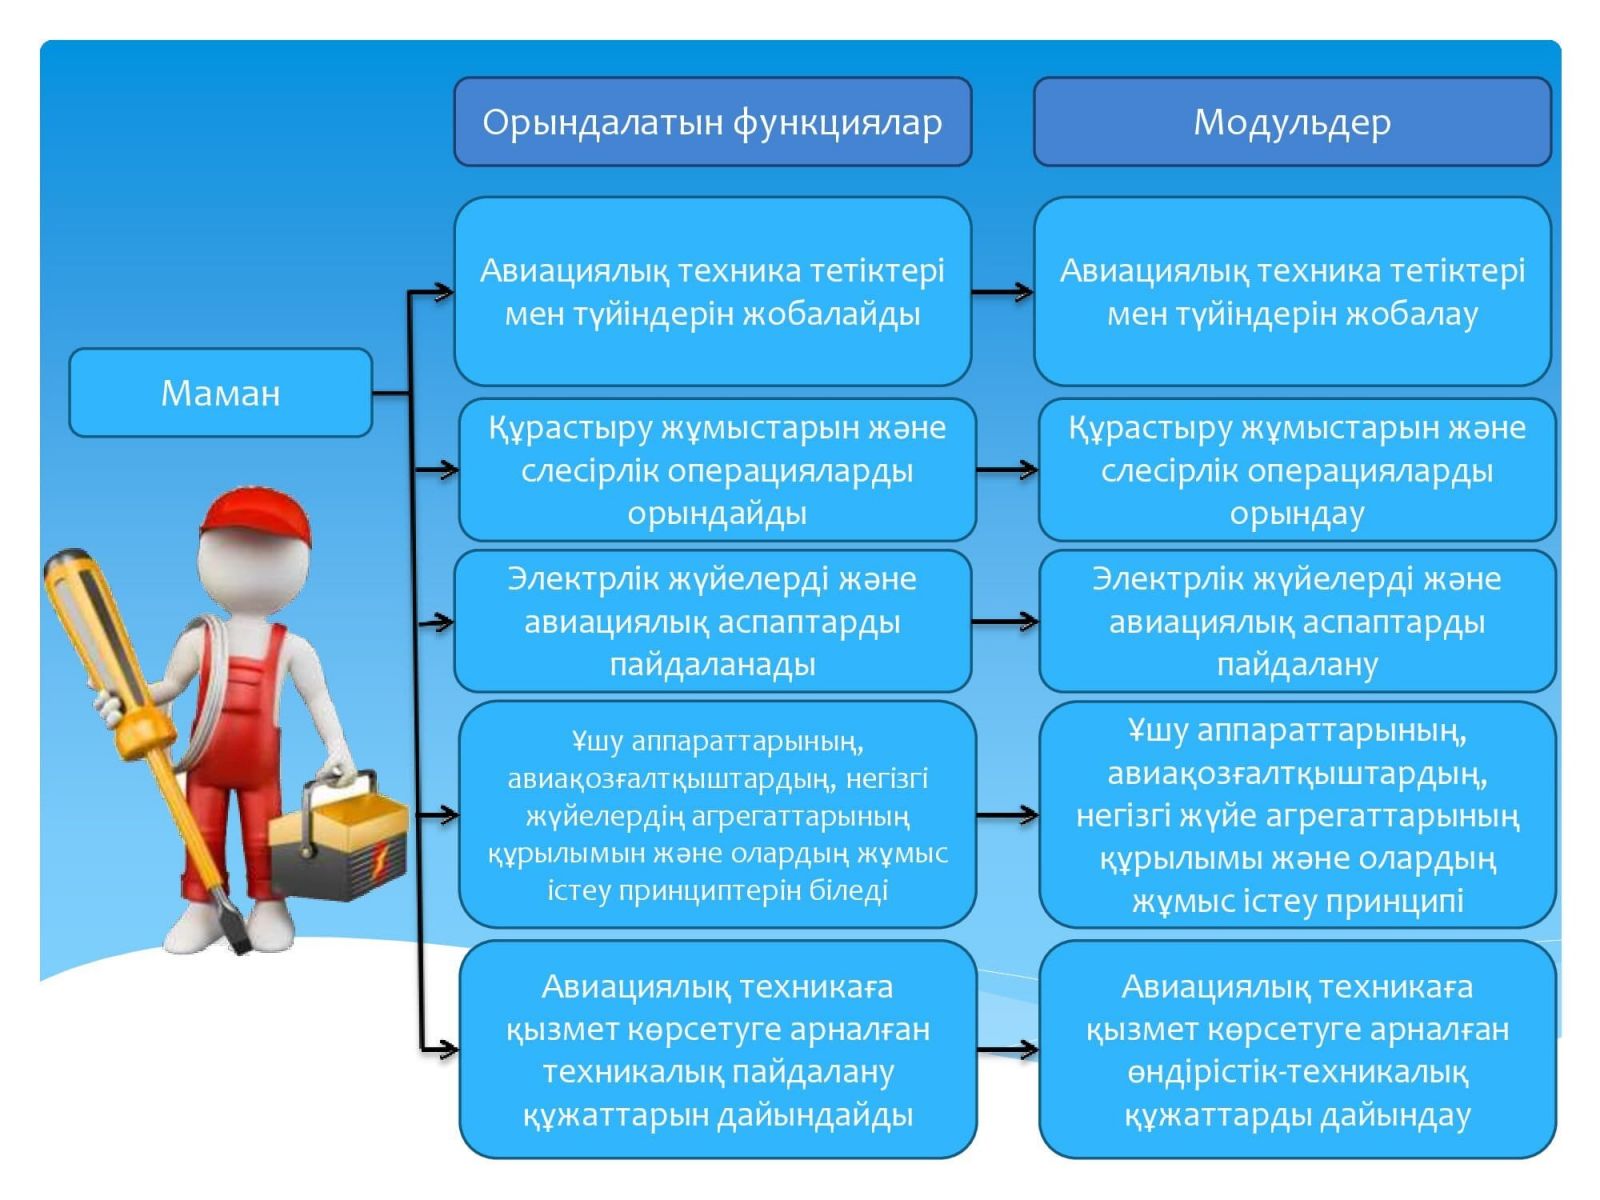 Орындалатын функциялар
Модульдер
Маман
Авиациялық техника тетіктері
мен түйіндерін жобалайды
Авиациялық техника тетіктері
мен түйіндерін жобалау
Құрастыру жұмыстарын және
слесірлік операцияларды
орындайды
Құрастыру жұмыстарын және
слесірлік операцияларды
орындау
Электрлік жүйелерді және
авиациялық аспаптарды
пайдаланады
Электрлік жүйелерді және
авиациялық аспаптарды
пайдалану
Ұшу аппараттарының,
авиақозғалтқыштардың, негізгі
жүйелердің агрегаттарының
құрылымын және олардың жұмыс
істеу принциптерін біледі
Ұшу аппараттарының,
авиақозғалтқыштардың,
негізгі жүйе агрегаттарының
құрылымы және олардың
жұмыс істеу принципі
Авиациялық техникаға
қызмет көрсетуге арналған
техникалық пайдалану
құжаттарын дайындайды
Авиациялық техникаға
қызмет көрсетуге арналған
өндірістік-техникалық
құжаттарды дайындау